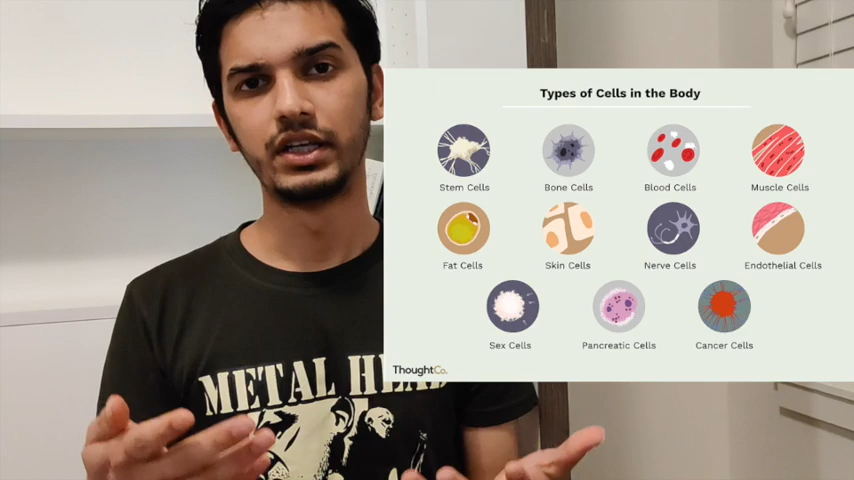 Types of Cells in the Body
Stem Cells
Bone Cells
Blood Cells
Muscle Cells
Fat Cells
Skin Cells
Nerve Cells
Endothelial Cells
Sex Cells
Pancreatic Cells
Cancer Cells
ThoughtCo.
METAL HEAD